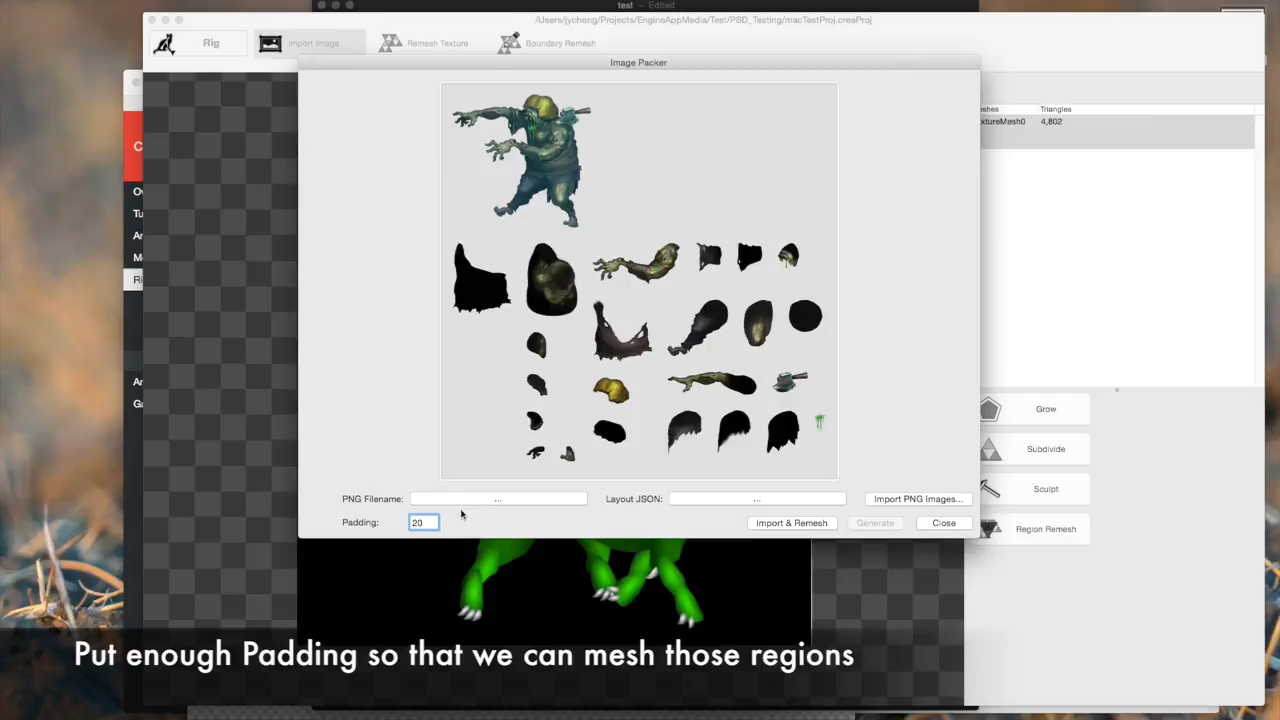 test — Edited
/Users/jychong/Projects/EngineAppMedia/Test/PSD_Testing/macTestProj.creaProj
Rig
Import Image
Remesh Texture
Boundary Remesh
Image Packer
Triangles
xtureMesh0
4,802
Grow
Subdivide
Sculpt
Region Remesh
PNG Filename:
...
Layout JSON:
...
Import PNG Images...
Padding:
20
Import & Remesh
Generate
Close
Put enough Padding so that we can mesh those regions